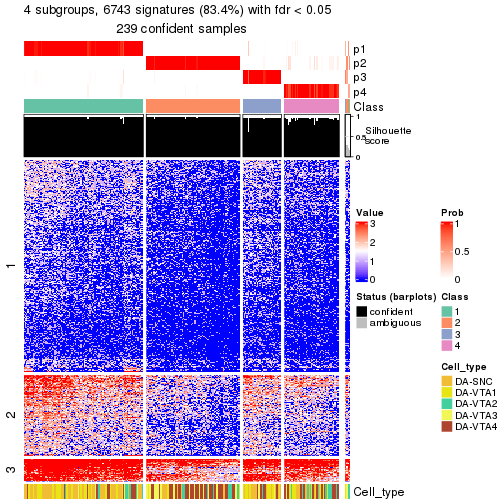 4 subgroups, 6743 signatures (83.4%) with fdr < 0.05
239 confident samples
p1
p2
p3
p4
Class
1
0.5
0
Silhouette
score
1
2
3
Cell_type
Value
3
2
1
0
Prob
1
0.5
0
Status (barplots)
confident
ambiguous
Class
1
2
3
4
Cell_type
DA-SNC
DA-VTA1
DA-VTA2
DA-VTA3
DA-VTA4